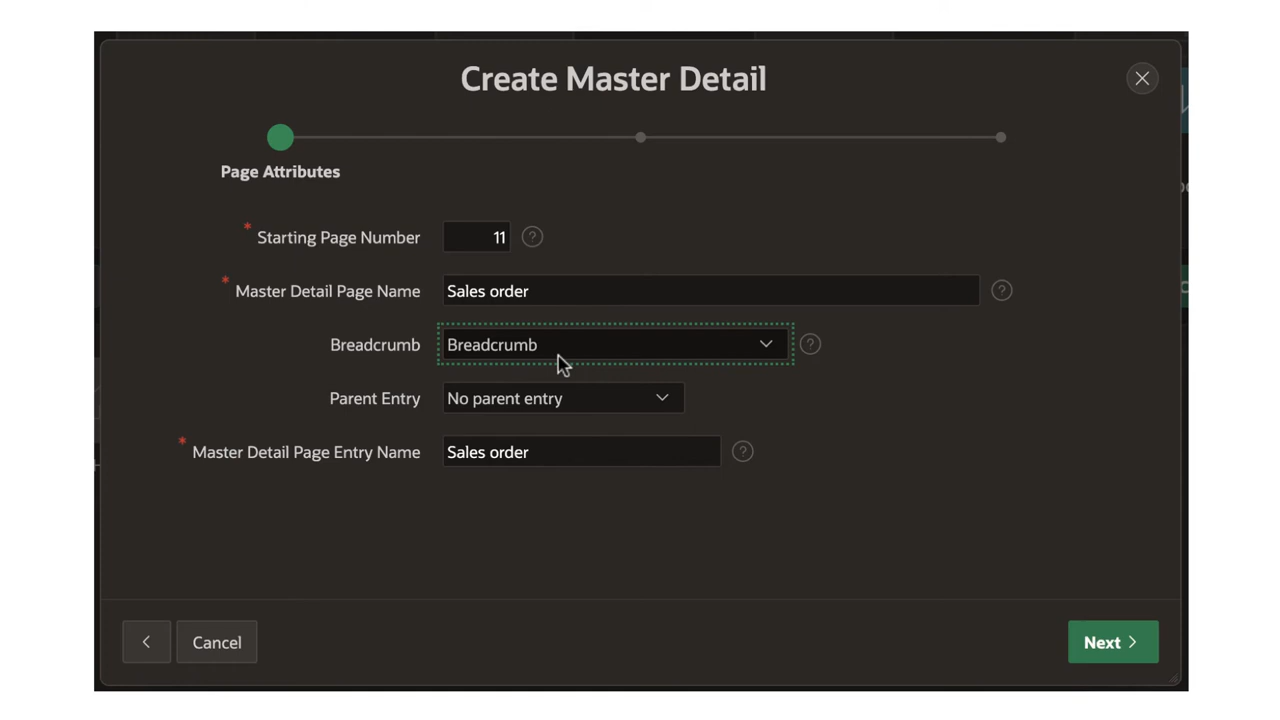 Create Master Detail
Page Attributes
* Starting Page Number 11 ?
* Master Detail Page Name Sales order ?
Breadcrumb Breadcrumb ?
Parent Entry No parent entry
* Master Detail Page Entry Name Sales order ?
Cancel Next